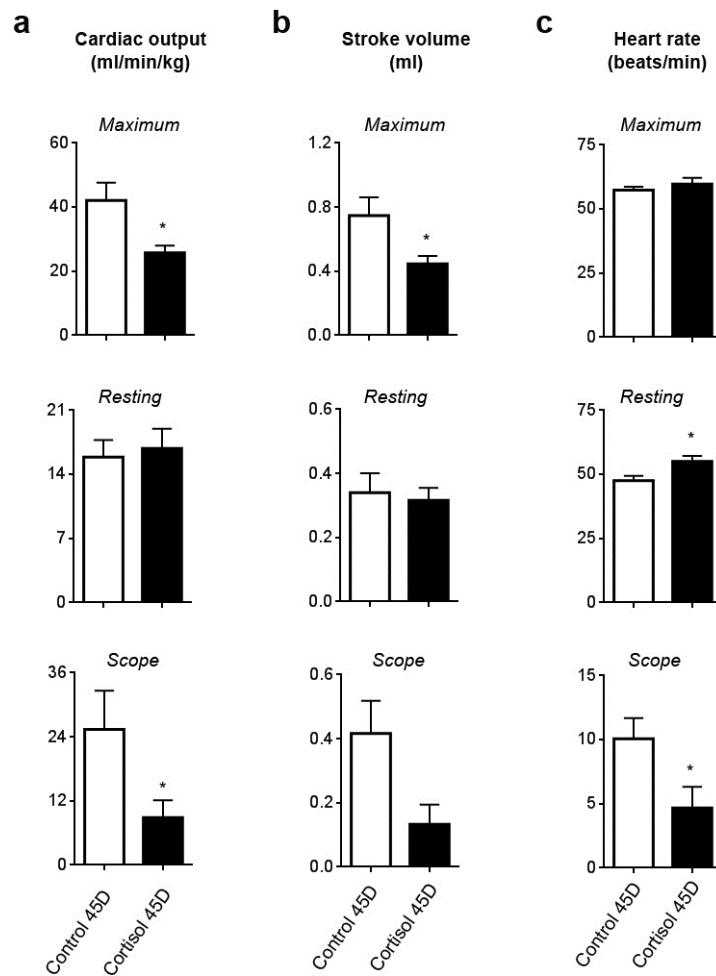 a
Cardiac output
(ml/min/kg)
Maximum
60
40
20
0
*
Resting
21
14
7
0
Scope
36
24
12
0
*
Control 45D
Cortisol 45D
b
Stroke volume
(ml)
Maximum
1.2
0.8
0.4
0.0
*
Resting
0.6
0.4
0.2
0.0
Scope
0.6
0.4
0.2
0.0
Control 45D
Cortisol 45D
c
Heart rate
(beats/min)
Maximum
75
50
25
0
Resting
75
50
25
0
*
Scope
15
10
5
0
*
Control 45D
Cortisol 45D